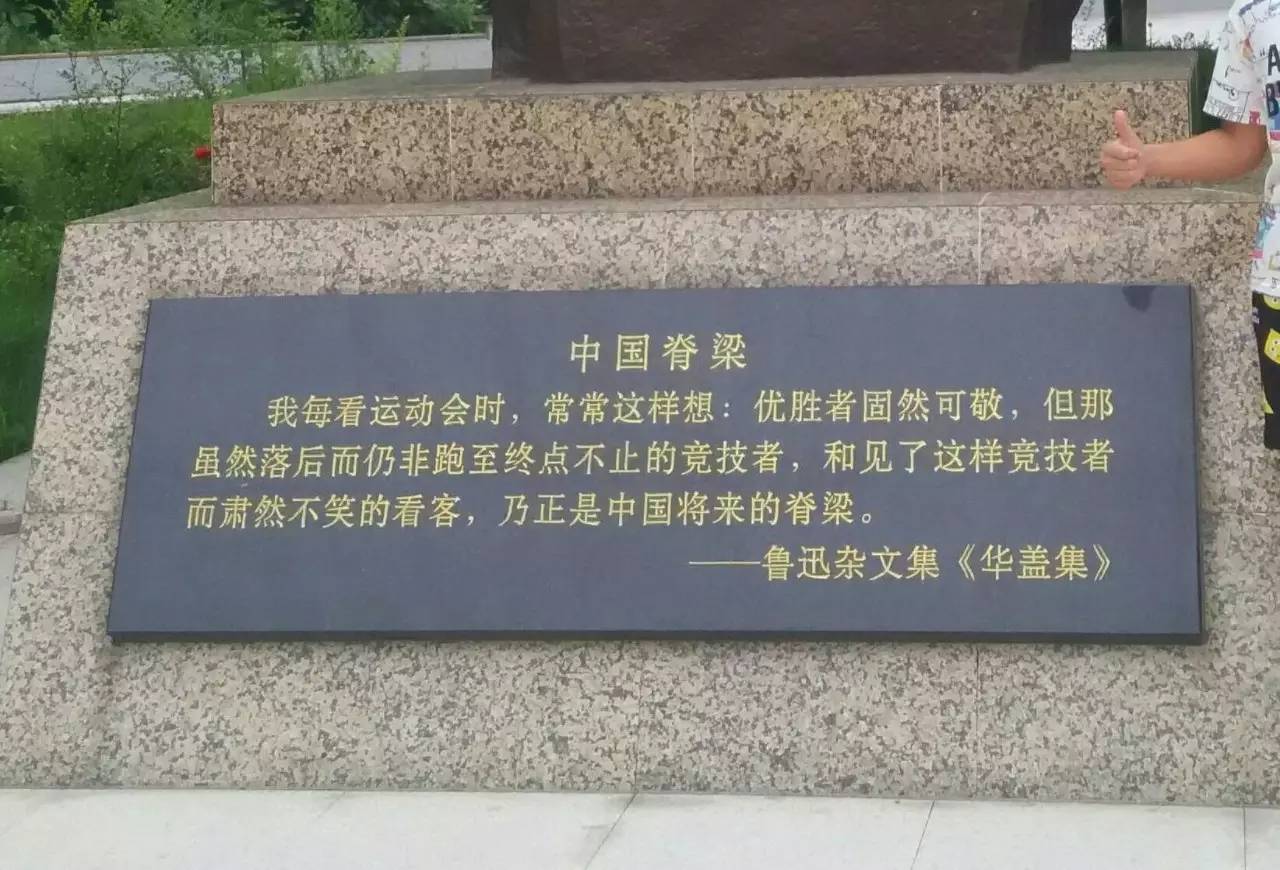 中国脊梁
我每看运动会时，常常这样想：优胜者固然可敬，但那
虽然落后而仍非跑至终点不止的竞技者，和见了这样竞技者
而肃然不笑的看客，乃正是中国将来的脊梁。
——鲁迅杂文集《华盖集》